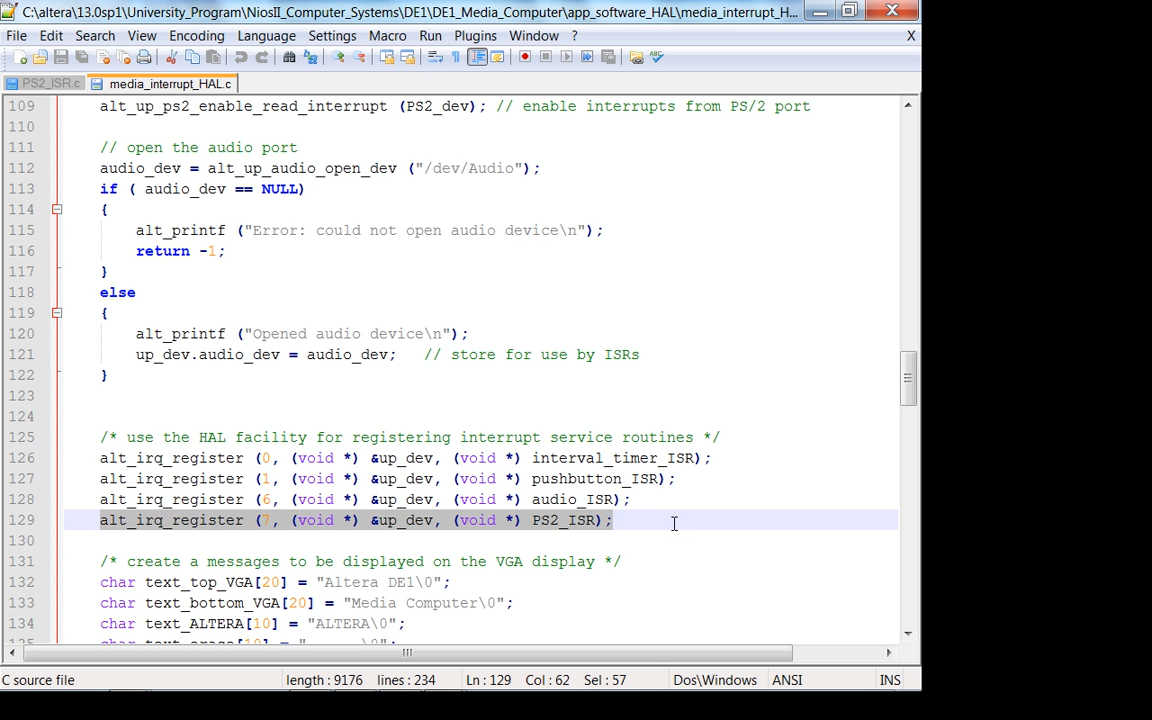 C:\altera\13.0sp1\University_Program\NiosII_Computer_Systems\DE1\DE1_Media_Computer\app_software_HAL\media_interrupt_H...
File Edit Search View Encoding Language Settings Macro Run Plugins Window ? X
PS2_ISR.c media_interrupt_HAL.c
109 alt_up_ps2_enable_read_interrupt (PS2_dev); // enable interrupts from PS/2 port
110
111 // open the audio port
112 audio_dev = alt_up_audio_open_dev ("/dev/Audio");
113 if ( audio_dev == NULL)
114 {
115 alt_printf ("Error: could not open audio device\n");
116 return -1;
117 }
118 else
119 {
120 alt_printf ("Opened audio device\n");
121 up_dev.audio_dev = audio_dev; // store for use by ISRs
122 }
123
124
125 /* use the HAL facility for registering interrupt service routines */
126 alt_irq_register (0, (void *) &up_dev, (void *) interval_timer_ISR);
127 alt_irq_register (1, (void *) &up_dev, (void *) pushbutton_ISR);
128 alt_irq_register (6, (void *) &up_dev, (void *) audio_ISR);
129 alt_irq_register (7, (void *) &up_dev, (void *) PS2_ISR);
130
131 /* create a messages to be displayed on the VGA display */
132 char text_top_VGA[20] = "Altera DE1\0";
133 char text_bottom_VGA[20] = "Media Computer\0";
134 char text_ALTERA[10] = "ALTERA\0";
C source file length : 9176 lines : 234 Ln : 129 Col : 62 Sel : 57 Dos\Windows ANSI INS